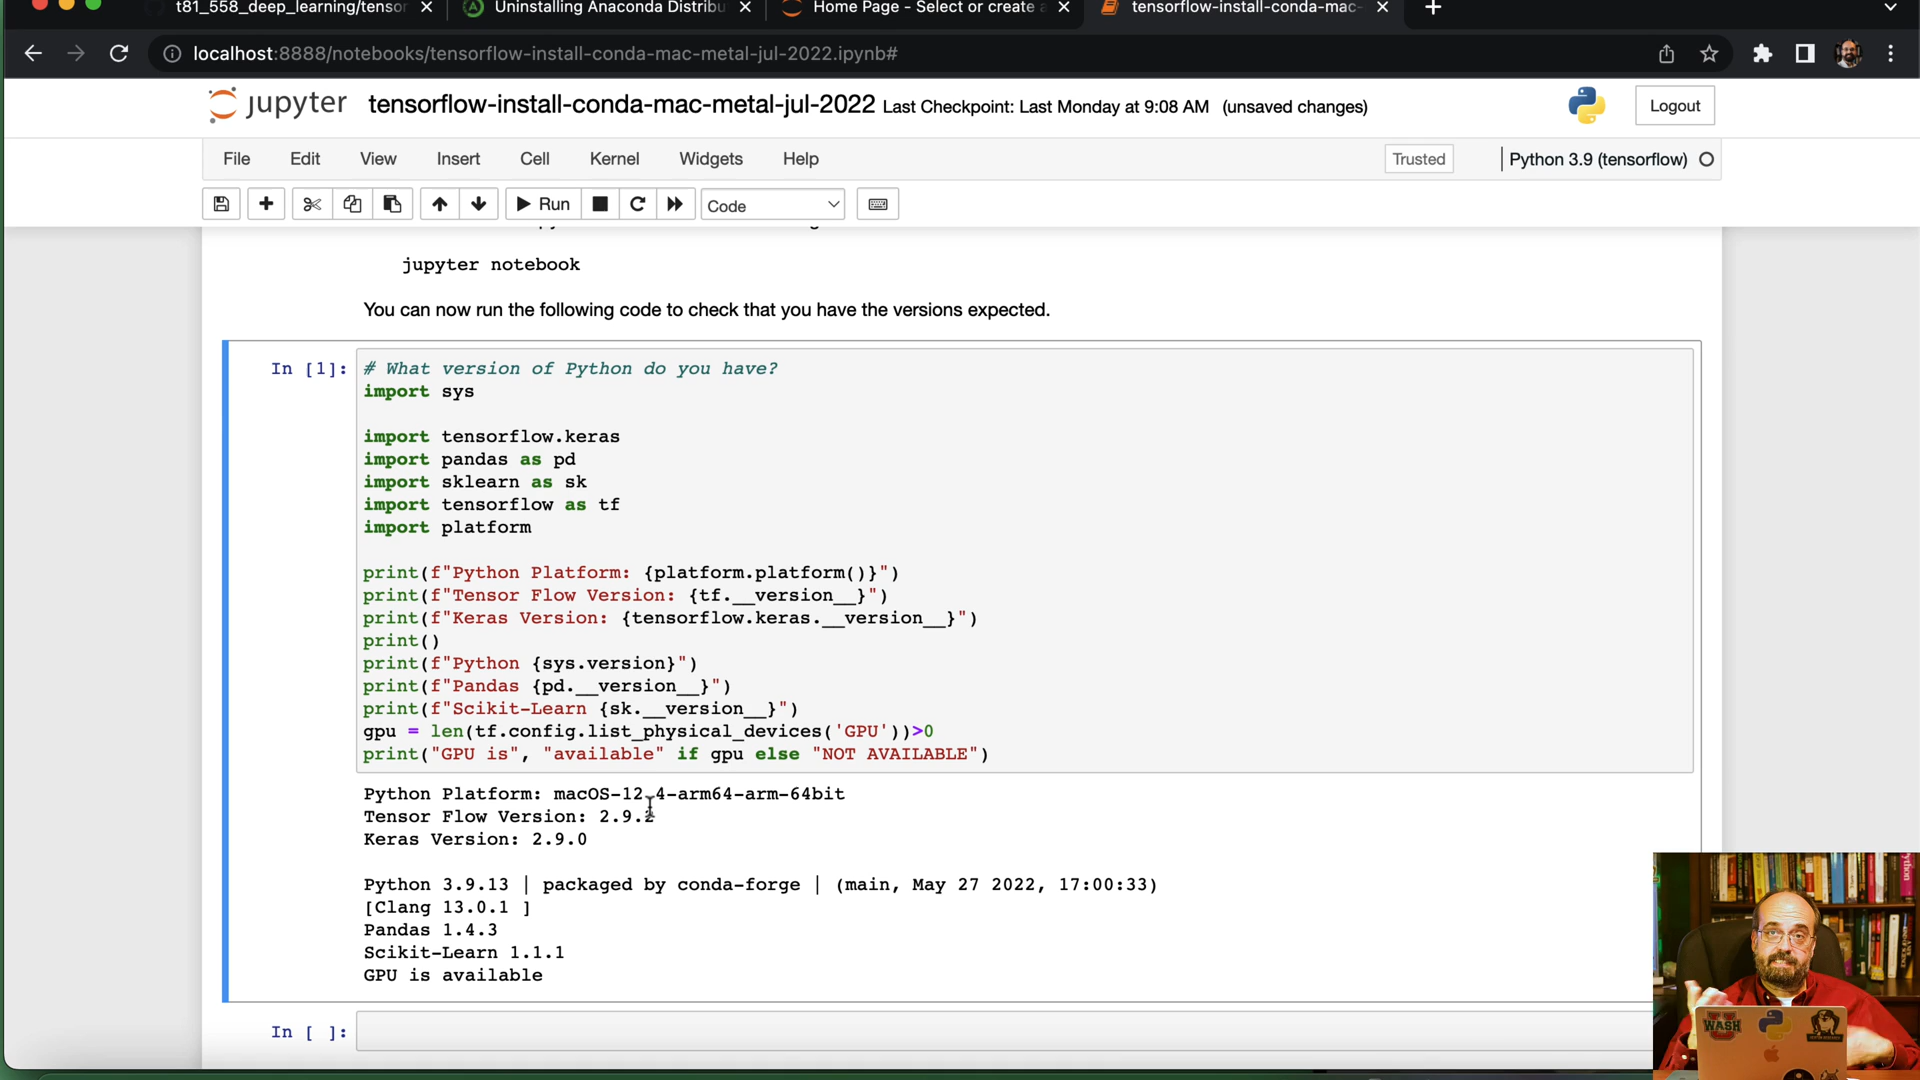 t81_558_deep_learning/tensor
Uninstalling Anaconda Distribu
Home Page - Select or create a
tensorflow-install-conda-mac-
localhost:8888/notebooks/tensorflow-install-conda-mac-metal-jul-2022.ipynb#
jupyter tensorflow-install-conda-mac-metal-jul-2022 Last Checkpoint: Last Monday at 9:08 AM (unsaved changes)
Logout
File Edit View Insert Cell Kernel Widgets Help
Trusted
Python 3.9 (tensorflow)
Run
Code
jupyter notebook
You can now run the following code to check that you have the versions expected.
In [1]:
# What version of Python do you have?
import sys
import tensorflow.keras
import pandas as pd
import sklearn as sk
import tensorflow as tf
import platform
print(f"Python Platform: {platform.platform()}")
print(f"Tensor Flow Version: {tf.__version__}")
print(f"Keras Version: {tensorflow.keras.__version__}")
print()
print(f"Python {sys.version}")
print(f"Pandas {pd.__version__}")
print(f"Scikit-Learn {sk.__version__}")
gpu = len(tf.config.list_physical_devices('GPU'))>0
print("GPU is", "available" if gpu else "NOT AVAILABLE")
Python Platform: macOS-12.4-arm64-arm-64bit
Tensor Flow Version: 2.9.2
Keras Version: 2.9.0
Python 3.9.13 | packaged by conda-forge | (main, May 27 2022, 17:00:33)
[Clang 13.0.1 ]
Pandas 1.4.3
Scikit-Learn 1.1.1
GPU is available
In [ ]:
WASH